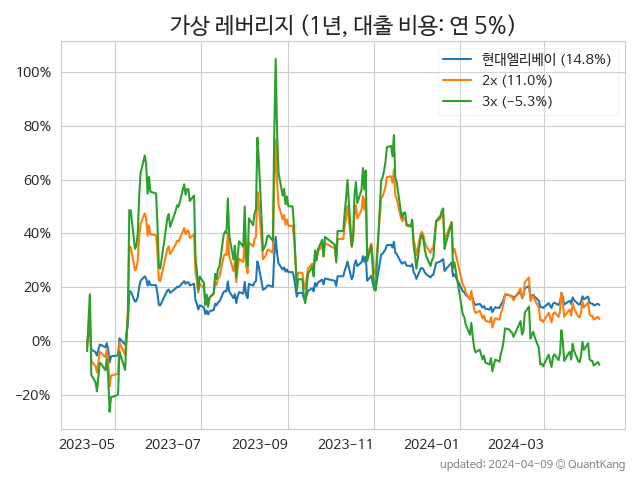 가상 레버리지 (1년, 대출 비용: 연 5%)
현대엘리베이 (14.8%)
2x (11.0%)
3x (−5.3%)
100%
80%
60%
40%
20%
0%
−20%
2023-05 2023-07 2023-09 2023-11 2024-01 2024-03
updated: 2024-04-09 © QuantKang